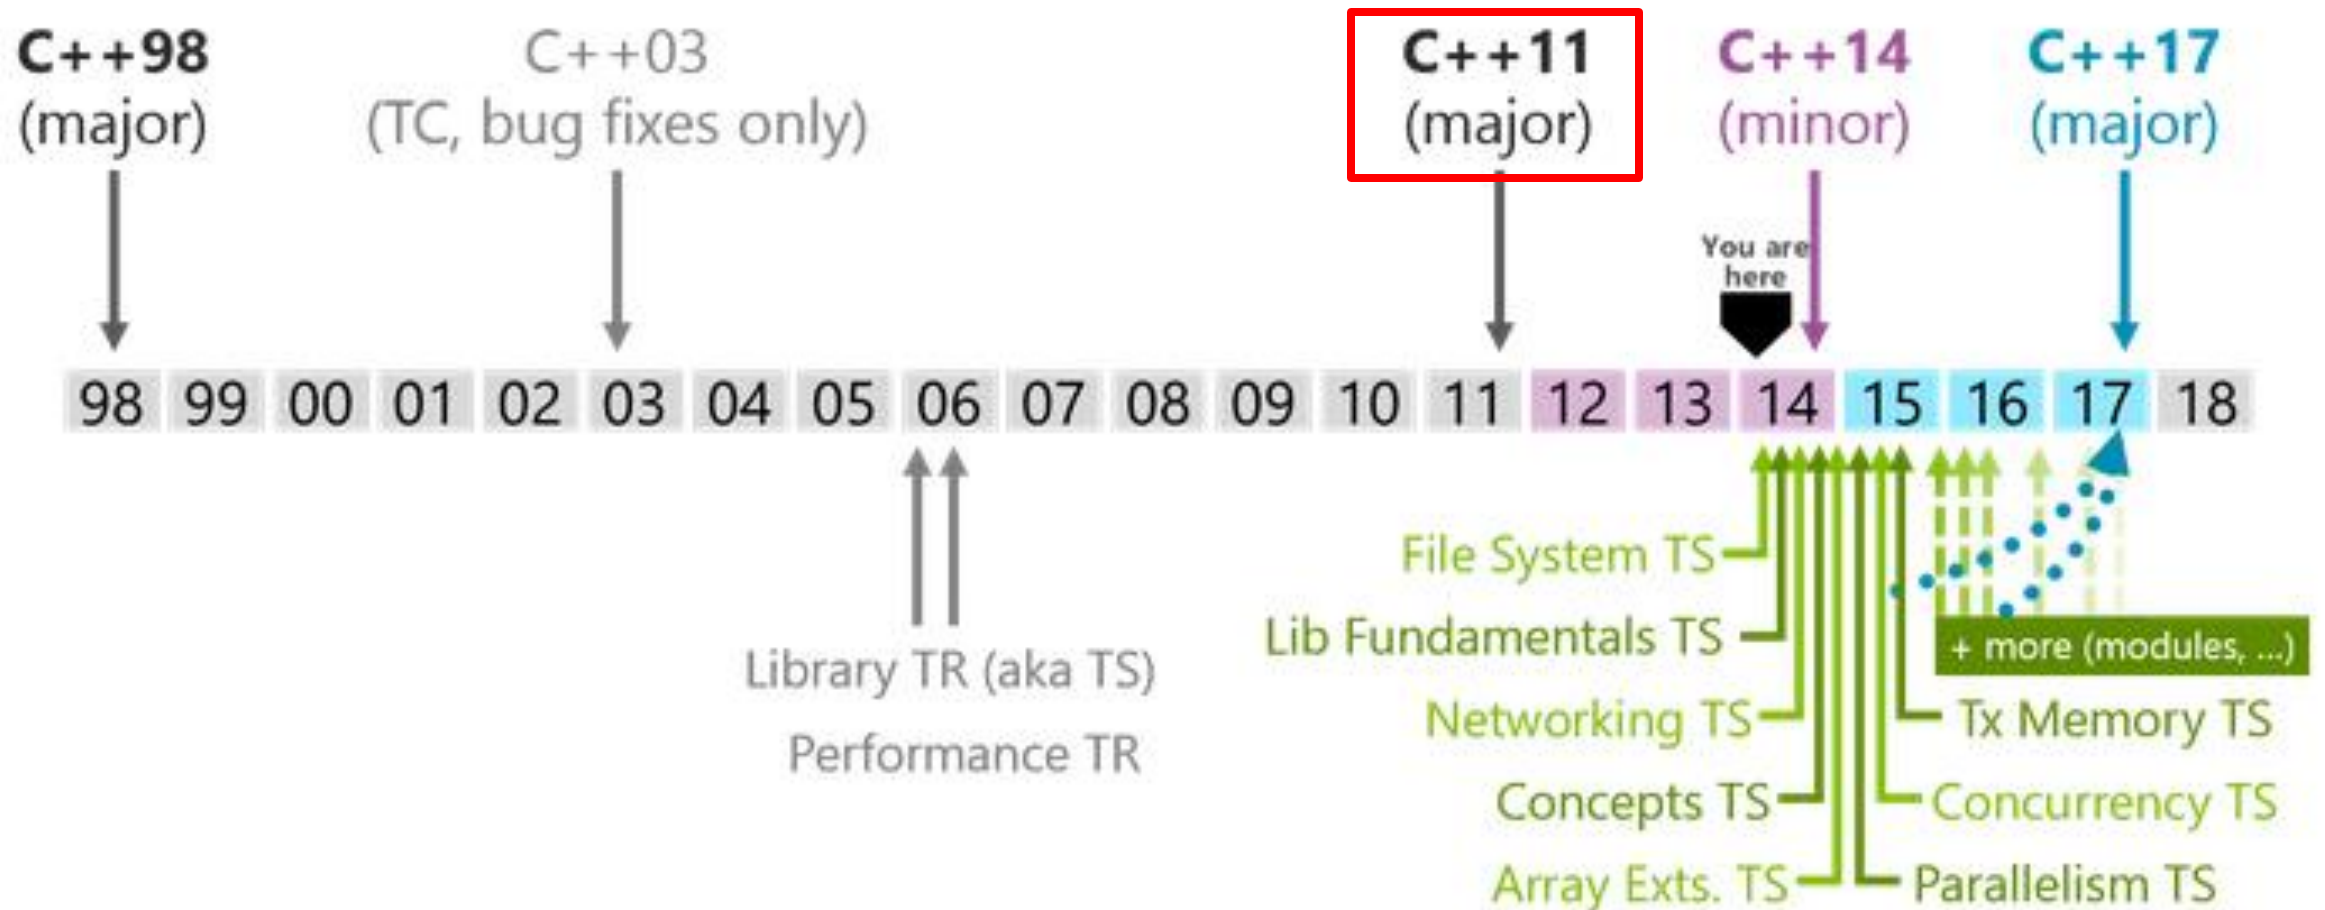 C++98
(major)
C++03
(TC, bug fixes only)
C++11
(major)
C++14
(minor)
C++17
(major)
You are
here
98 99 00 01 02 03 04 05 06 07 08 09 10 11 12 13 14 15 16 17 18
Library TR (aka TS)
Performance TR
File System TS
Lib Fundamentals TS
Networking TS
Concepts TS
Array Exts. TS
+ more (modules, ...)
Tx Memory TS
Concurrency TS
Parallelism TS